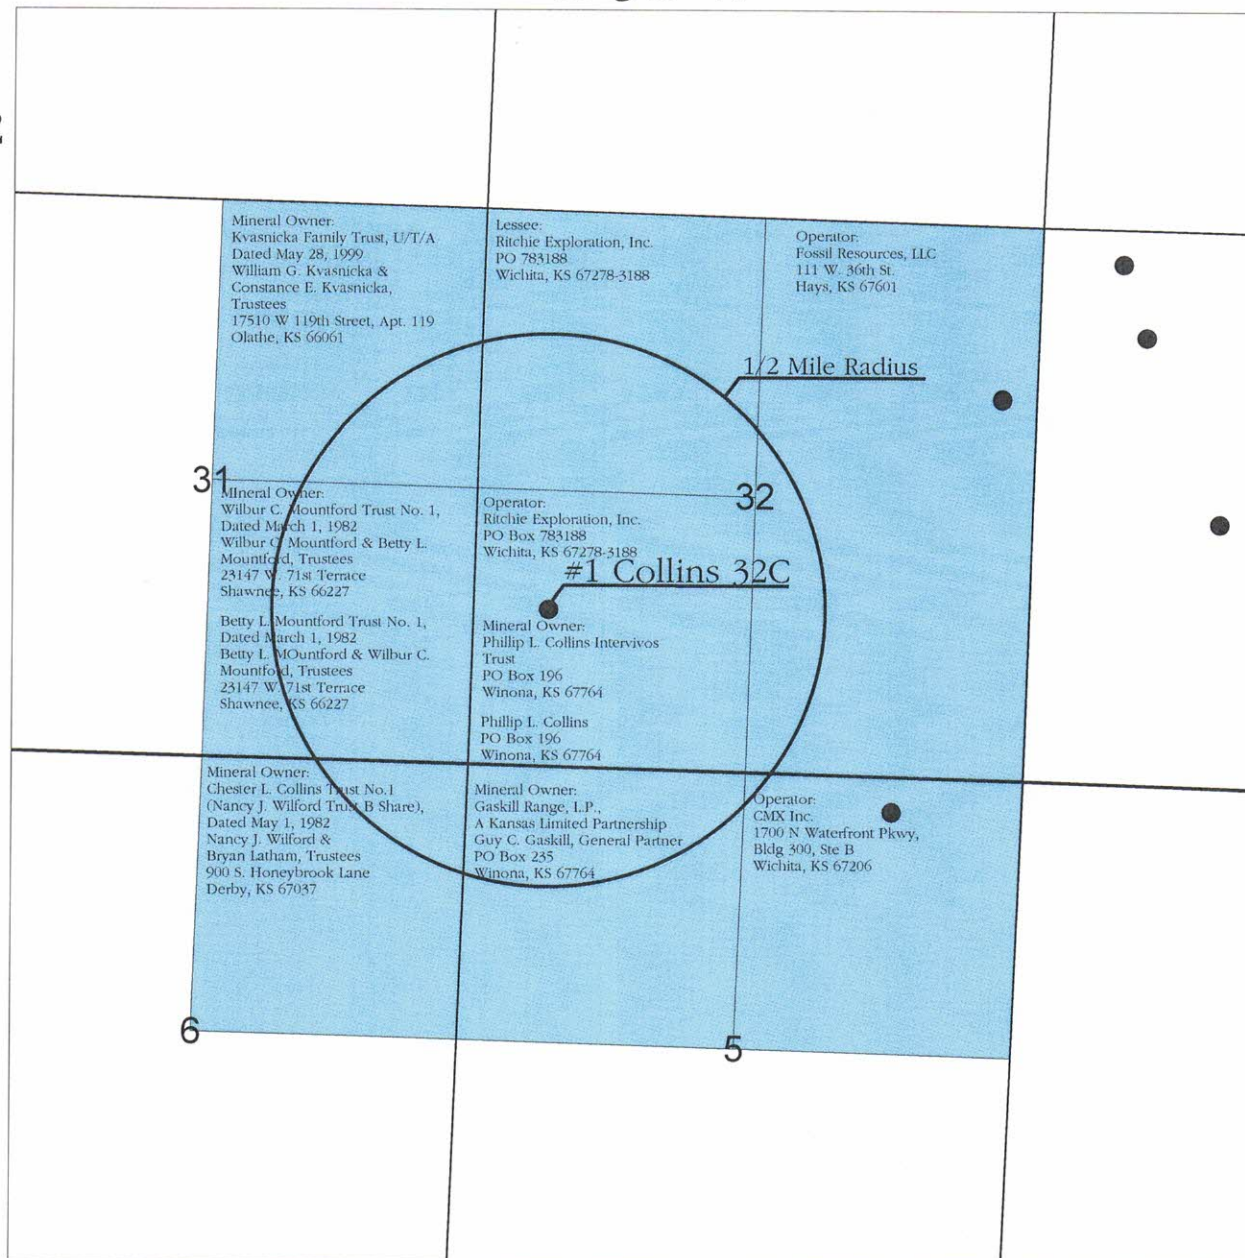 Mineral Owner:
Kvasnicka Family Trust, U/T/A
Dated May 28, 1999
William G. Kvasnicka &
Constance E. Kvasnicka,
Trustees
17510 W 119th Street, Apt. 119
Olathe, KS 66061
Lessee:
Ritchie Exploration, Inc.
PO 783188
Wichita, KS 67278-3188
Operator:
Fossil Resources, LLC
111 W. 36th St.
Hays, KS 67601
1/2 Mile Radius
31
32
MIneral Owner:
Wilbur C. Mountford Trust No. 1,
Dated March 1, 1982
Wilbur C Mountford & Betty L.
Mountford, Trustees
23147 W. 71st Terrace
Shawnee, KS 66227
Betty L. Mountford Trust No. 1,
Dated March 1, 1982
Betty L. MOuntford & Wilbur C.
Mountford, Trustees
23147 W. 71st Terrace
Shawnee, KS 66227
Operator:
Ritchie Exploration, Inc.
PO Box 783188
Wichita, KS 67278-3188
#1 Collins 32C
Mineral Owner:
Phillip L. Collins Intervivos
Trust
PO Box 196
Winona, KS 67764
Phillip L. Collins
PO Box 196
Winona, KS 67764
Mineral Owner:
Chester L. Collins Trust No.1
(Nancy J. Wilford Trust B Share),
Dated May 1, 1982
Nancy J. Wilford &
Bryan Latham, Trustees
900 S. Honeybrook Lane
Derby, KS 67037
Mineral Owner:
Gaskill Range, L.P.,
A Kansas Limited Partnership
Guy C. Gaskill, General Partner
PO Box 235
Winona, KS 67764
Operator:
CMX Inc.
1700 N Waterfront Pkwy,
Bldg 300, Ste B
Wichita, KS 67206
6
5